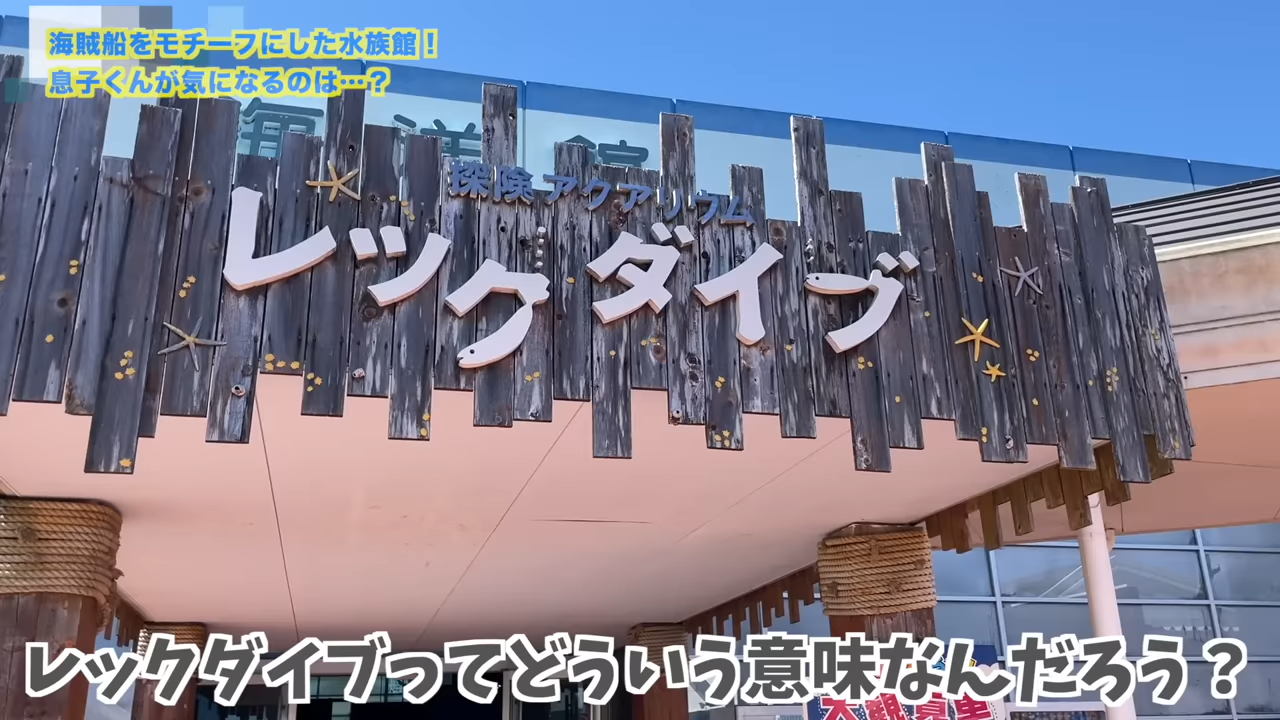 海賊船をモチーフにした水族館！
息子くんが気になるのは…？
海洋館
探険アクアリウム
レックダイブ
レックダイブってどういう意味なんだろう？